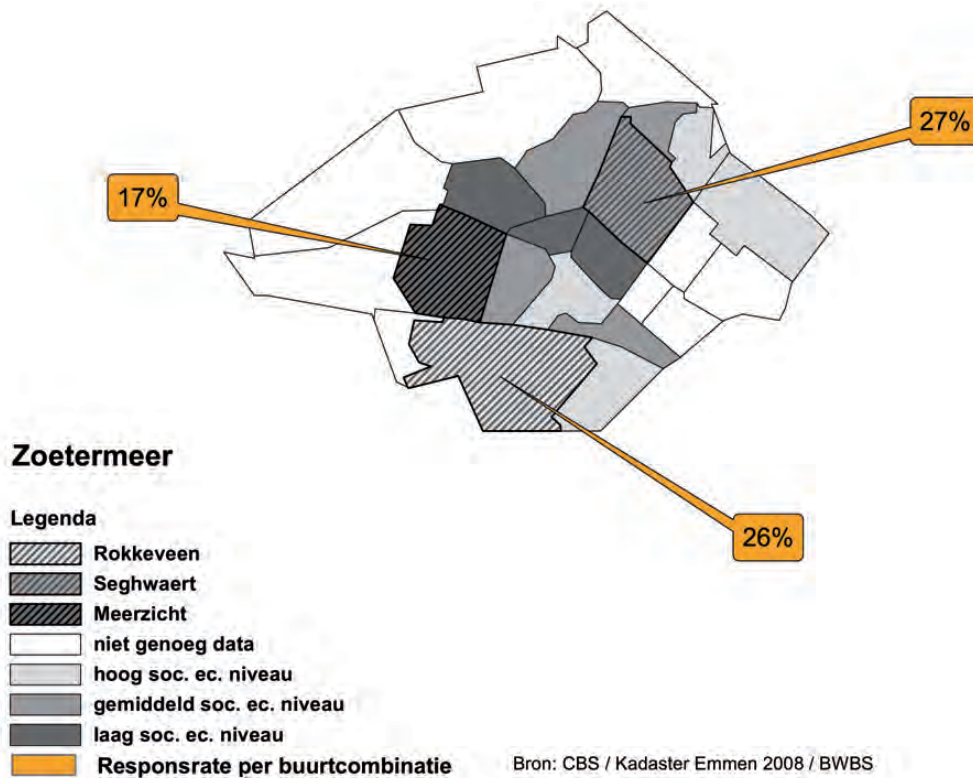 27%
17%
26%
Zoetermeer
Legenda
Rokkeveen
Seghwaert
Meerzicht
niet genoeg data
hoog soc. ec. niveau
gemiddeld soc. ec. niveau
laag soc. ec. niveau
Responsrate per buurtcombinatie
Bron: CBS / Kadaster Emmen 2008 / BWBS